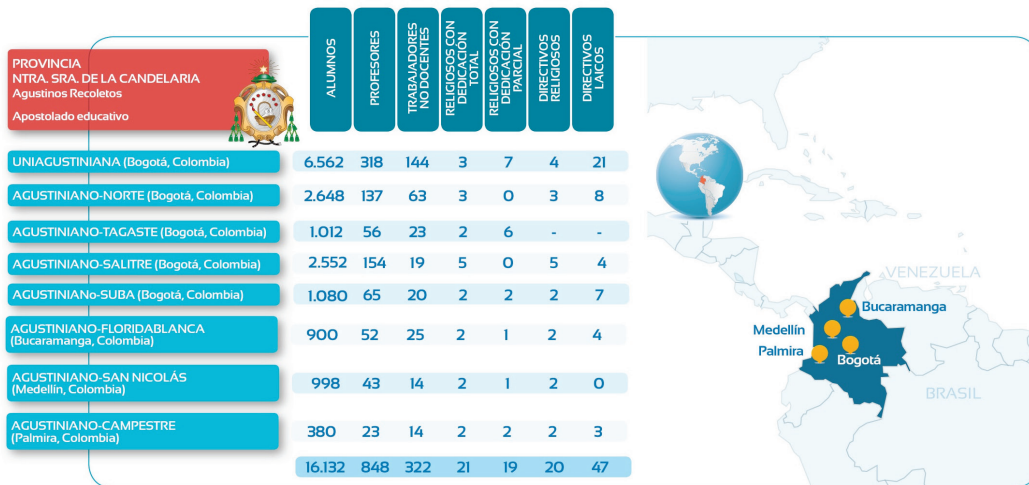 PROVINCIA
NTRA. SRA. DE LA CANDELARIA
Agustinos Recoletos
Apostolado educativo
ALUMNOS
PROFESORES
TRABAJADORES
NO DOCENTES
RELIGIOSOS CON
DEDICACIÓN
TOTAL
RELIGIOSOS CON
DEDICACIÓN
PARCIAL
DIRECTIVOS
RELIGIOSOS
DIRECTIVOS
LAICOS
UNIAGUSTINIANA (Bogotá, Colombia) 6.562 318 144 3 7 4 21
AGUSTINIANO-NORTE (Bogotá, Colombia) 2.648 137 63 3 0 3 8
AGUSTINIANO-TAGASTE (Bogotá, Colombia) 1.012 56 23 2 6 - -
AGUSTINIANO-SALITRE (Bogotá, Colombia) 2.552 154 19 5 0 5 4
AGUSTINIANo-SUBA (Bogotá, Colombia) 1.080 65 20 2 2 2 7
AGUSTINIANO-FLORIDABLANCA
(Bucaramanga, Colombia) 900 52 25 2 1 2 4
AGUSTINIANO-SAN NICOLÁS
(Medellín, Colombia) 998 43 14 2 1 2 0
AGUSTINIANO-CAMPESTRE
(Palmira, Colombia) 380 23 14 2 2 2 3
16.132 848 322 21 19 20 47
VENEZUELA
Bucaramanga
Medellín
Palmira
Bogotá
BRASIL